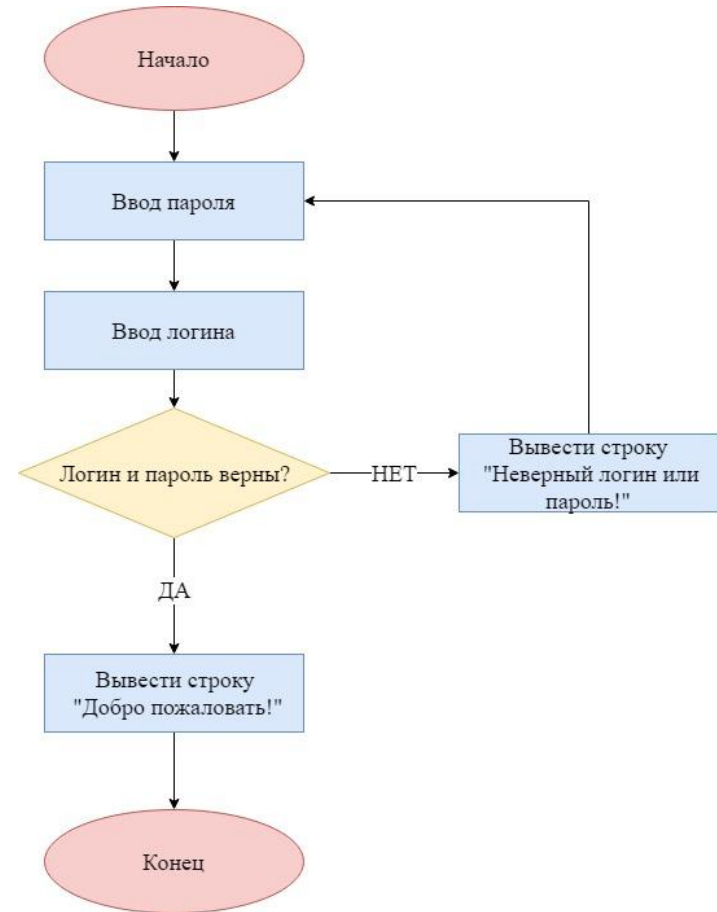 Начало
Ввод пароля
Ввод логина
Логин и пароль верны?
НЕТ
Вывести строку
"Неверный логин или
пароль!"
ДА
Вывести строку
"Добро пожаловать!"
Конец